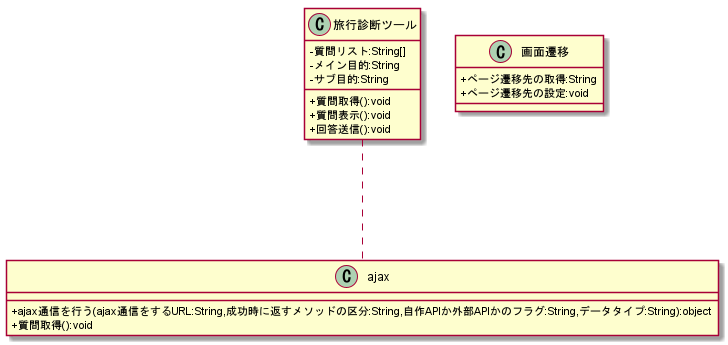 C 旅行診断ツール
-質問リスト:String[]
-メイン目的:String
-サブ目的:String
+質問取得():void
+質問表示():void
+回答送信():void
C 画面遷移
+ページ遷移先の取得:String
+ページ遷移先の設定:void
C ajax
+ajax通信を行う(ajax通信をするURL:String,成功時に返すメソッドの区分:String,自作APIか外部APIかのフラグ:String,データタイプ:String):object
+質問取得():void